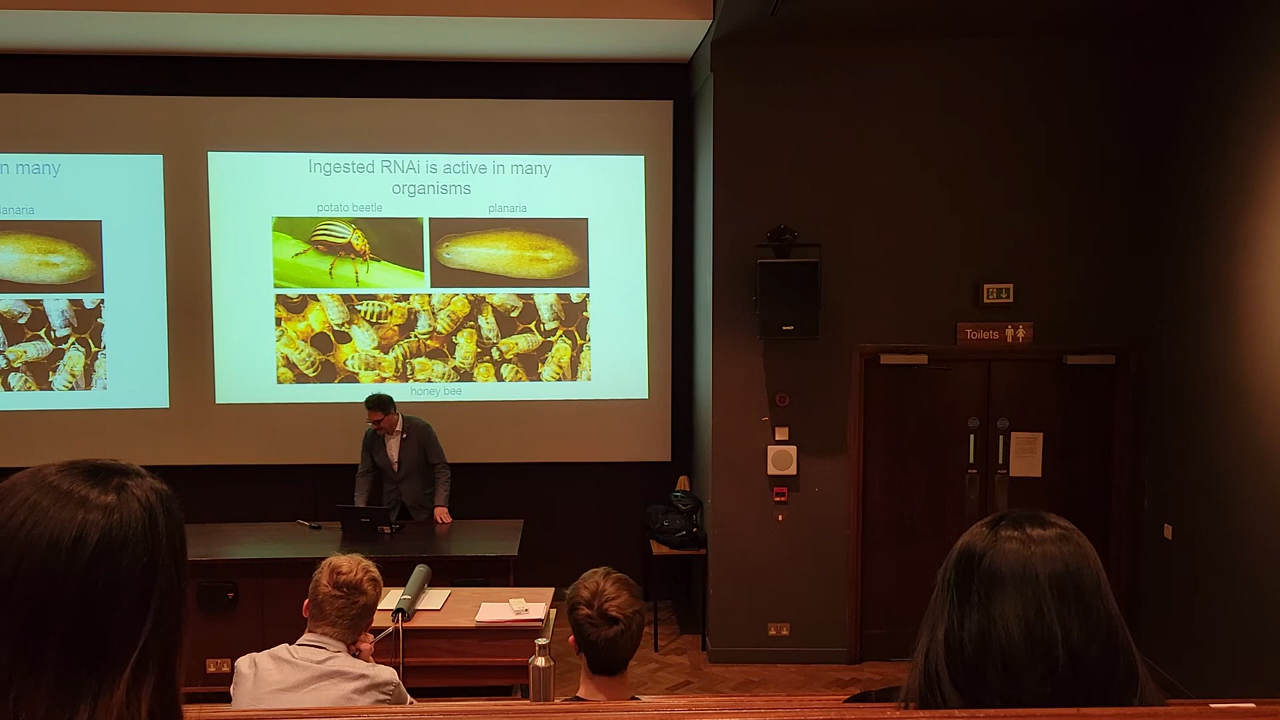 n many
lanaria
Ingested RNAi is active in many
organisms
potato beetle
planaria
honey bee
Toilets